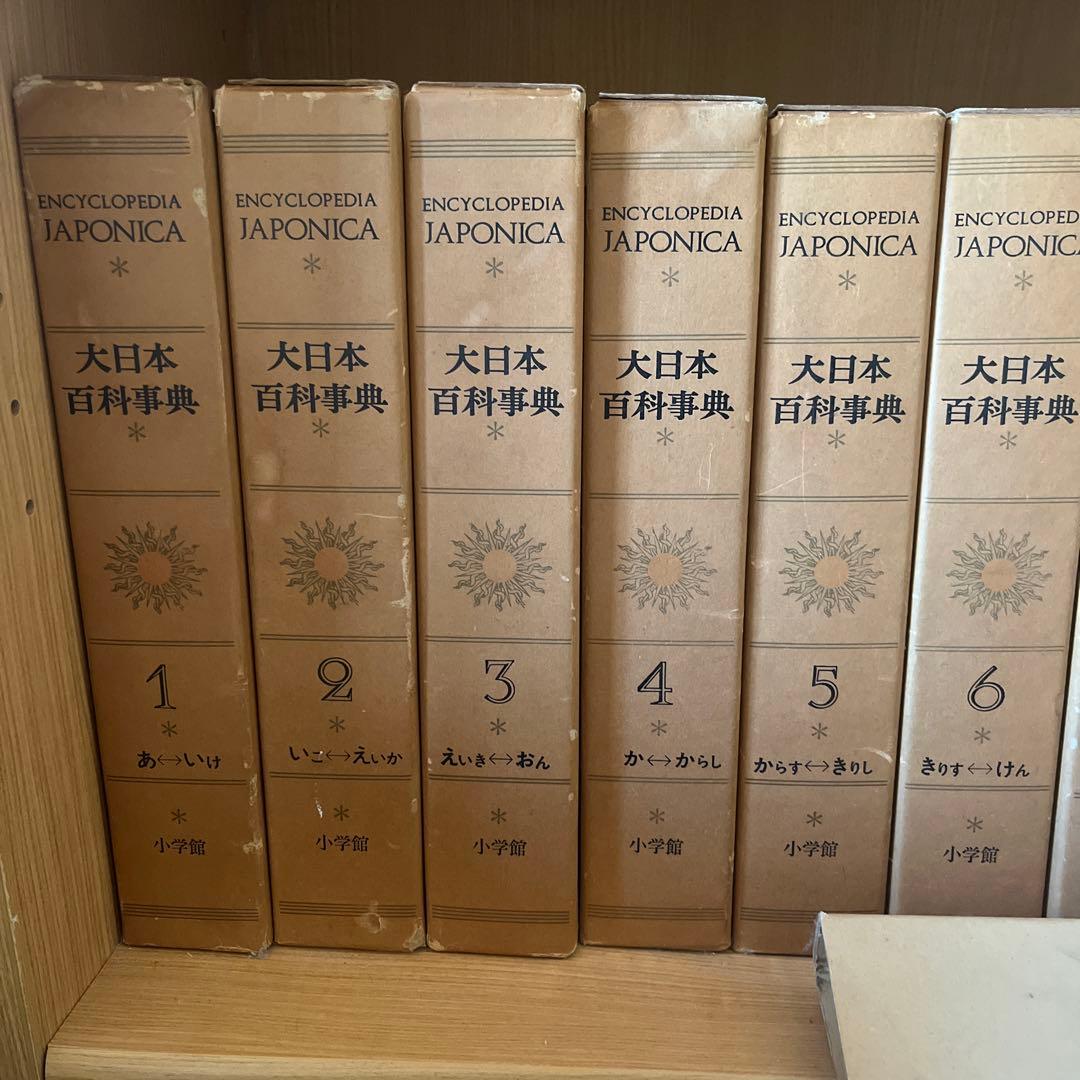 ENCYCLOPEDIA
JAPONICA
*
大日本
百科事典
*
1
*
あ↔いけ
*
小学館
ENCYCLOPEDIA
JAPONICA
*
大日本
百科事典
*
2
*
いこ↔えいか
*
小学館
ENCYCLOPEDIA
JAPONICA
*
大日本
百科事典
*
3
*
えいき↔おん
*
小学館
ENCYCLOPEDIA
JAPONICA
*
大日本
百科事典
*
4
*
か↔からし
*
小学館
ENCYCLOPEDIA
JAPONICA
*
大日本
百科事典
*
5
*
からす↔きりし
*
小学館
ENCYCLOPED
JAPONICA
*
大日本
百科事典
*
6
*
きりす↔けん
*
小学館